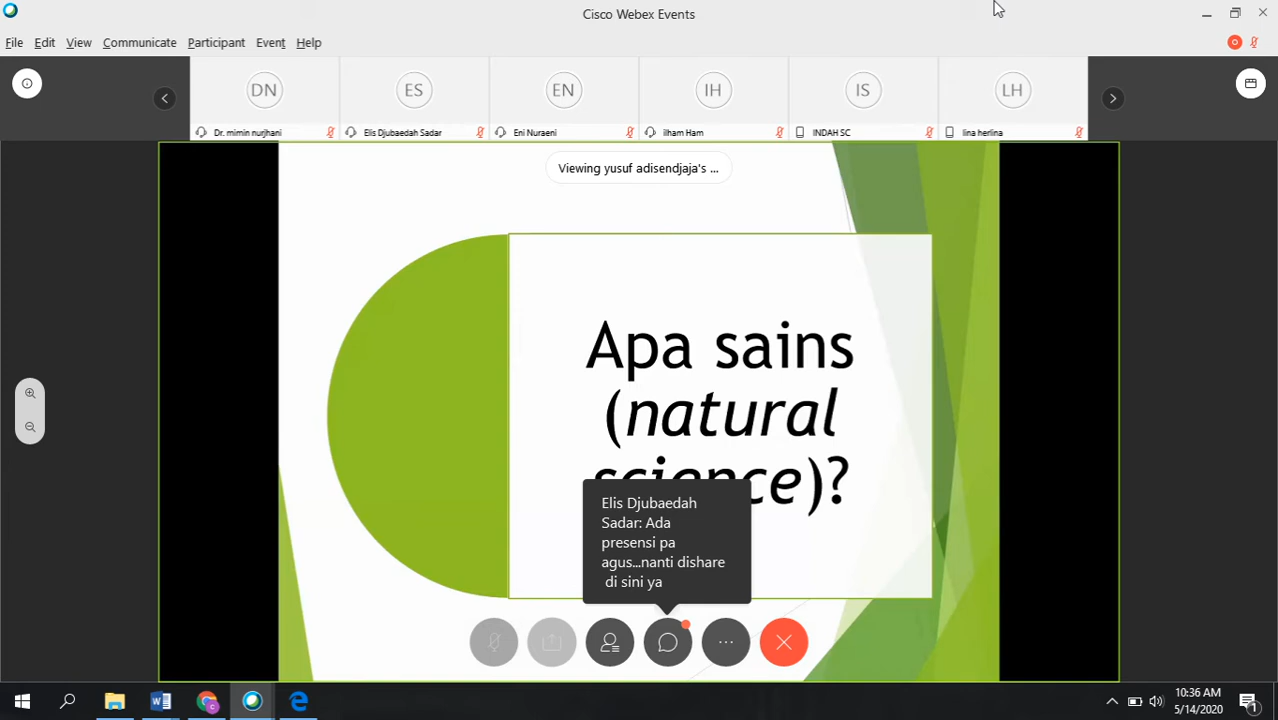 Cisco Webex Events
File Edit View Communicate Participant Event Help
DN ES EN IH IS LH
Dr. mimin nurjhani Elis Djubaedah Sadar Eni Nuraeni ilham Ham INDAH SC lina herlina
Viewing yusuf adisendjaja's ...
Apa sains
(natural
science)?
Elis Djubaedah
Sadar: Ada
presensi pa
agus...nanti dishare
di sini ya
10:36 AM
5/14/2020
1